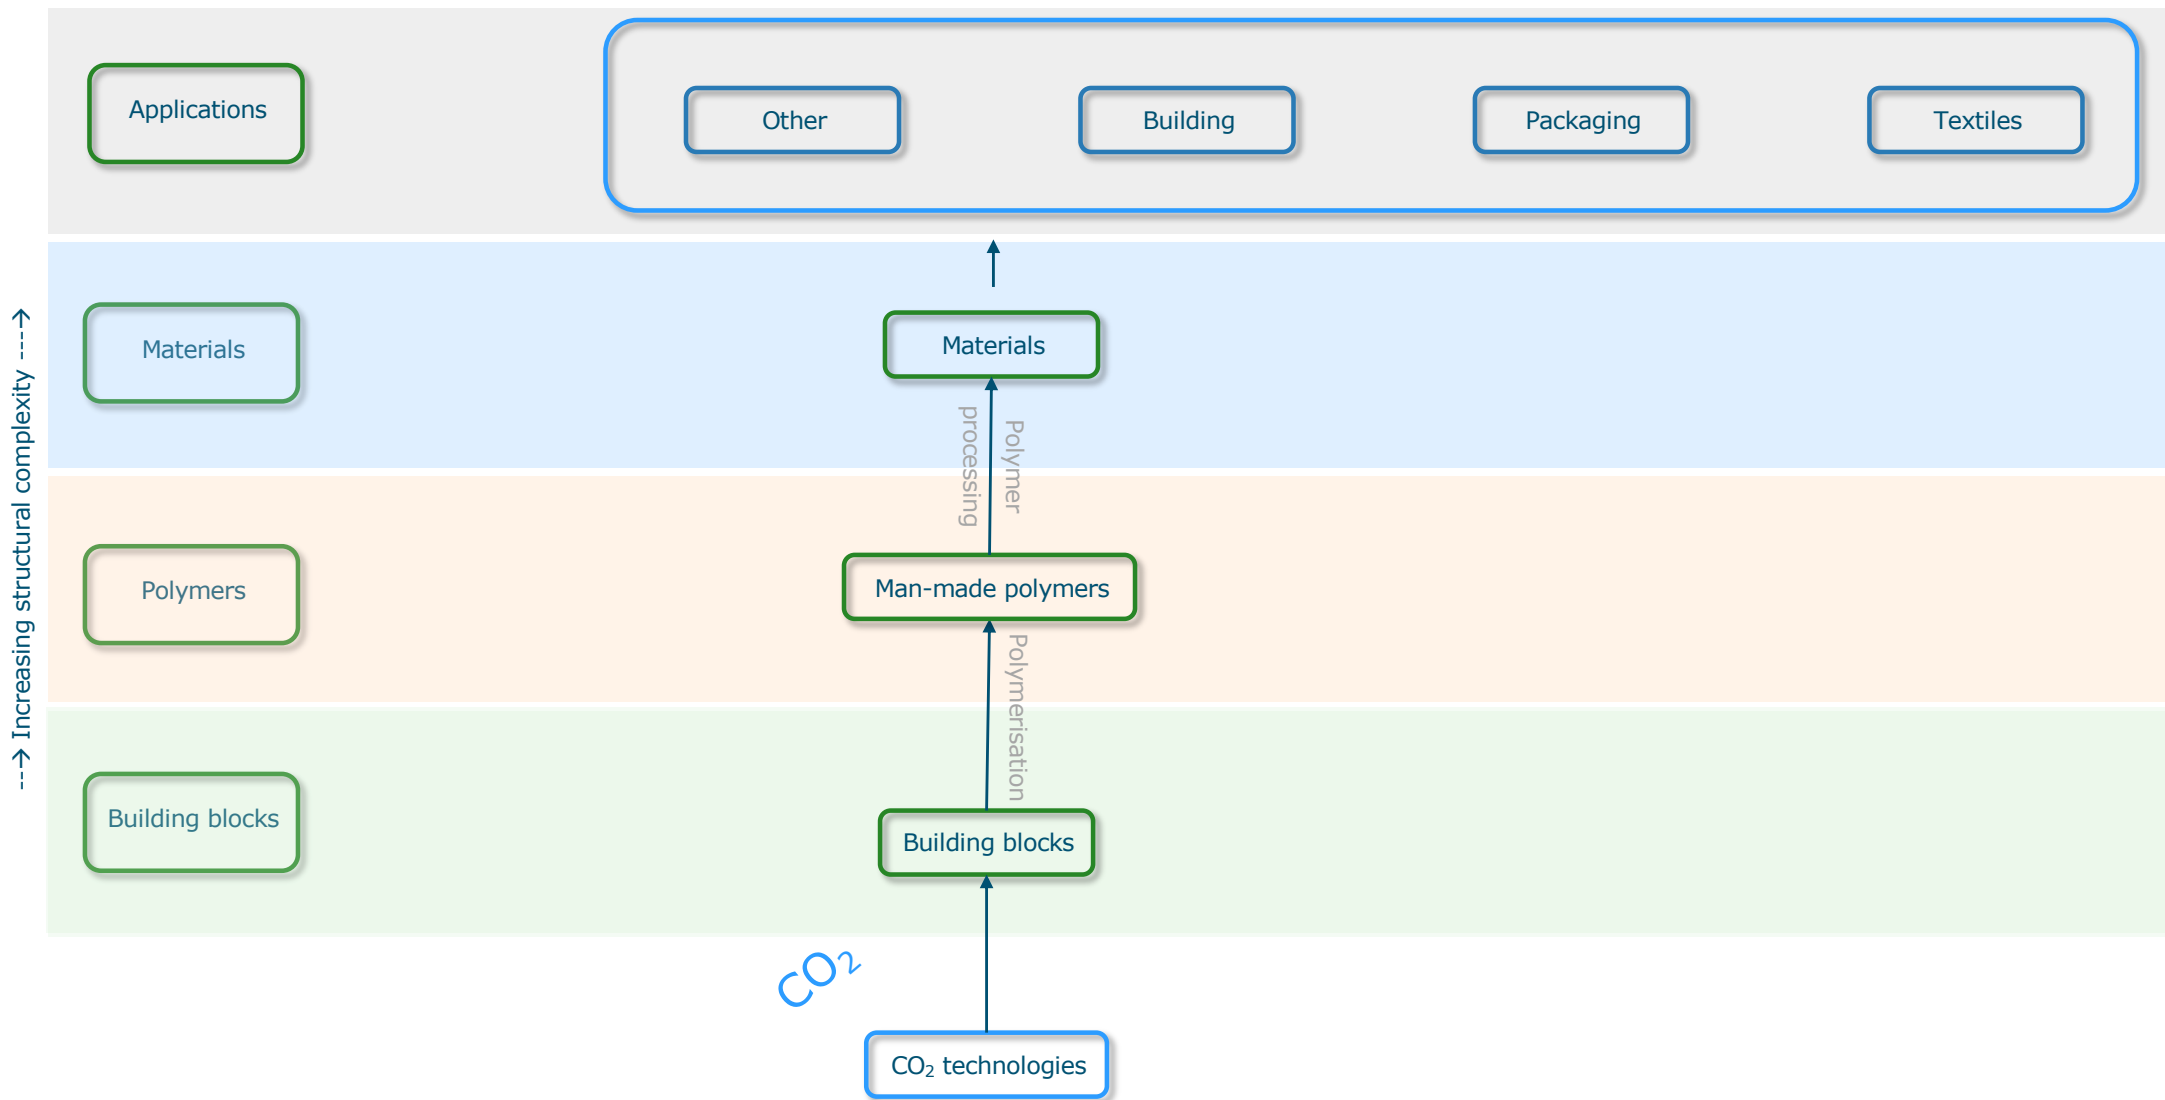 Applications
Other
Building
Packaging
Textiles
Materials
Materials
Polymer
processing
Polymers
Man-made polymers
Polymerisation
Building blocks
Building blocks
CO₂
CO₂ technologies
---→ Increasing structural complexity ----→